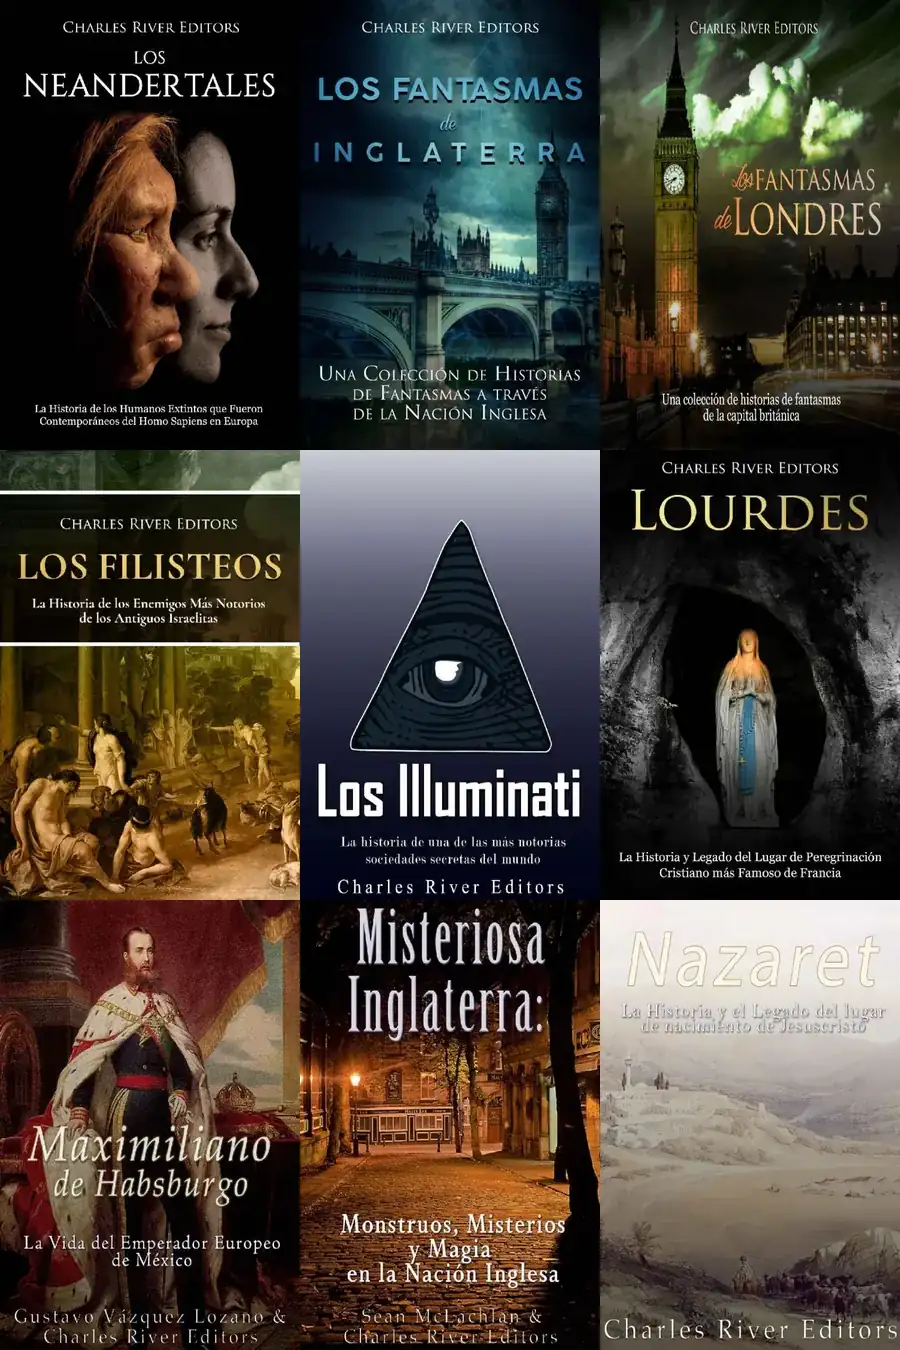 CHARLES RIVER EDITORS
LOS
NEANDERTALES
La Historia de los Humanos Extintos que Fueron
Contemporáneos del Homo Sapiens en Europa
CHARLES RIVER EDITORS
LOS FANTASMAS
de
INGLATERRA
UNA COLECCIÓN DE HISTORIAS
DE FANTASMAS A TRAVÉS
DE LA NACIÓN INGLESA
CHARLES RIVER EDITORS
Los FANTASMAS
de LONDRES
Una colección de historias de fantasmas
de la capital británica
CHARLES RIVER EDITORS
LOS FILISTEOS
La Historia de los Enemigos Más Notorios
de los Antiguos Israelitas
Los Illuminati
La historia de una de las más notorias
sociedades secretas del mundo
Charles River Editors
CHARLES RIVER EDITORS
LOURDES
La Historia y Legado del Lugar de Peregrinación
Cristiano más Famoso de Francia
Maximiliano
de Habsburgo
La Vida del Emperador Europeo
de México
Gustavo Vázquez Lozano &
Charles River Editors
Misteriosa
Inglaterra:
Monstruos, Misterios
y Magia
en la Nación Inglesa
Sean McLachlan &
Charles River Editors
Nazaret
La Historia y el Legado del lugar
de nacimiento de Jesuscristo
Charles River Editors